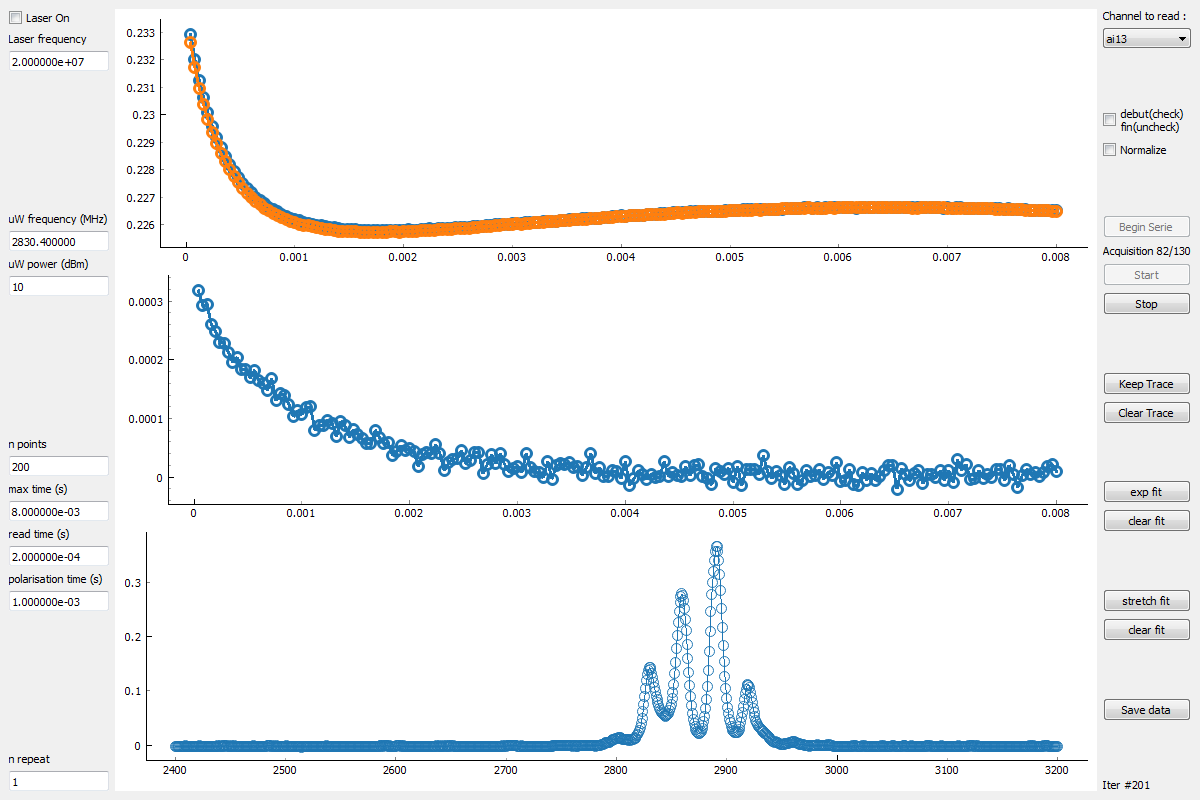 Laser On
Laser frequency
2.000000e+07
uW frequency (MHz)
2830.400000
uW power (dBm)
10
n points
200
max time (s)
8.000000e-03
read time (s)
2.000000e-04
polarisation time (s)
1.000000e-03
n repeat
1
0.233
0.232
0.231
0.23
0.229
0.228
0.227
0.226
0 0.001 0.002 0.003 0.004 0.005 0.006 0.007 0.008
0.0003
0.0002
0.0001
0
0 0.001 0.002 0.003 0.004 0.005 0.006 0.007 0.008
0.3
0.2
0.1
0
2400 2500 2600 2700 2800 2900 3000 3100 3200
Channel to read :
ai13
debut(check)
fin(uncheck)
Normalize
Begin Serie
Acquisition 82/130
Start
Stop
Keep Trace
Clear Trace
exp fit
clear fit
stretch fit
clear fit
Save data
Iter #201